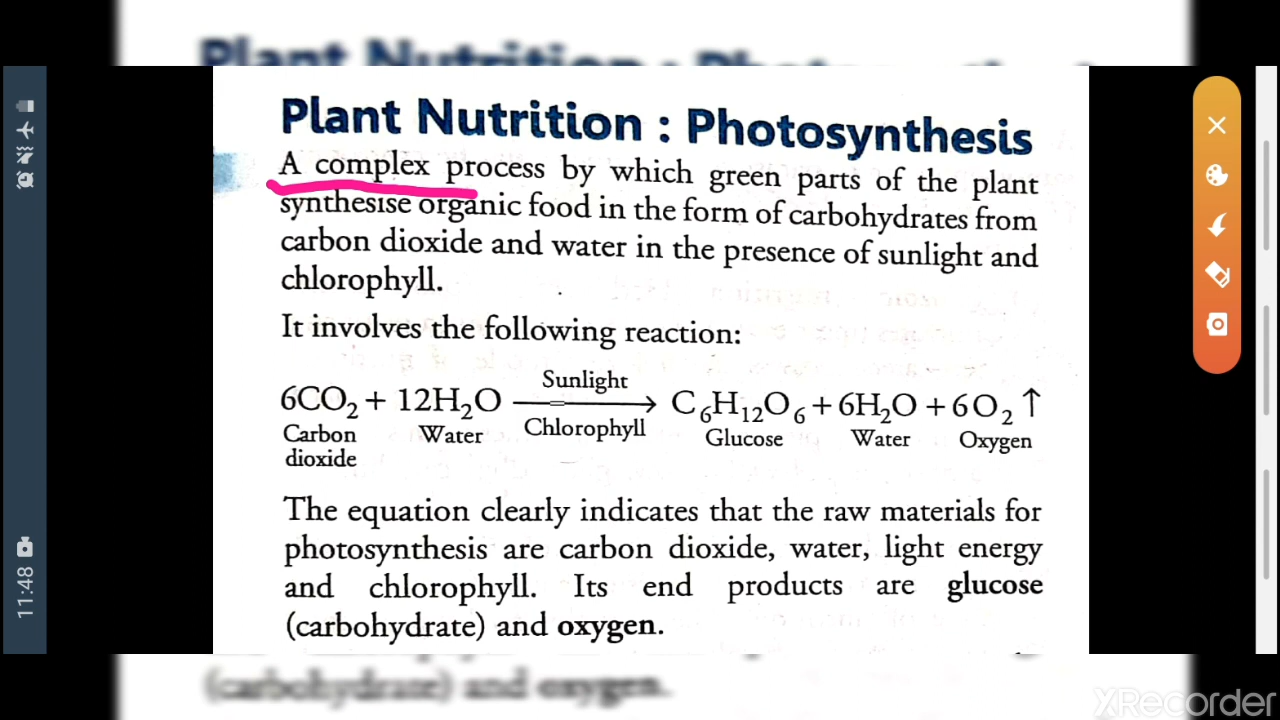 Plant Nutrition : Photosynthesis
A complex process by which green parts of the plant
synthesise organic food in the form of carbohydrates from
carbon dioxide and water in the presence of sunlight and
chlorophyll.
It involves the following reaction:
Sunlight
6CO₂ + 12H₂O ⟶ C₆H₁₂O₆ + 6H₂O + 6O₂ ↑
Chlorophyll
Carbon dioxide Water Glucose Water Oxygen
The equation clearly indicates that the raw materials for
photosynthesis are carbon dioxide, water, light energy
and chlorophyll. Its end products are glucose
(carbohydrate) and oxygen.
(carbohydrate) and oxygen.
11:48
XRecorder